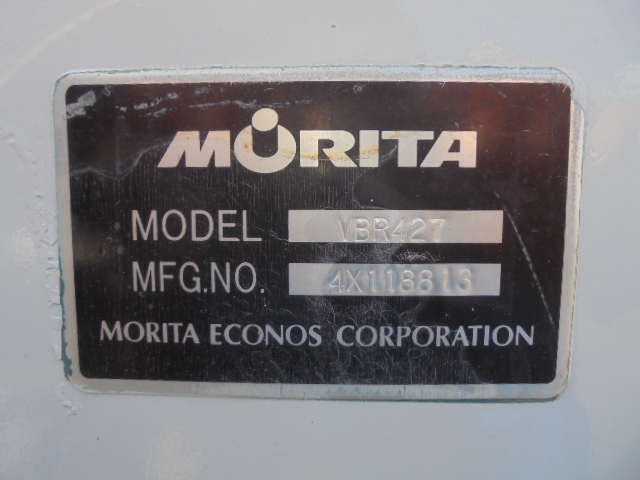 MORITA
MODEL VBR427
MFG.NO. 4X118813
MORITA ECONOS CORPORATION